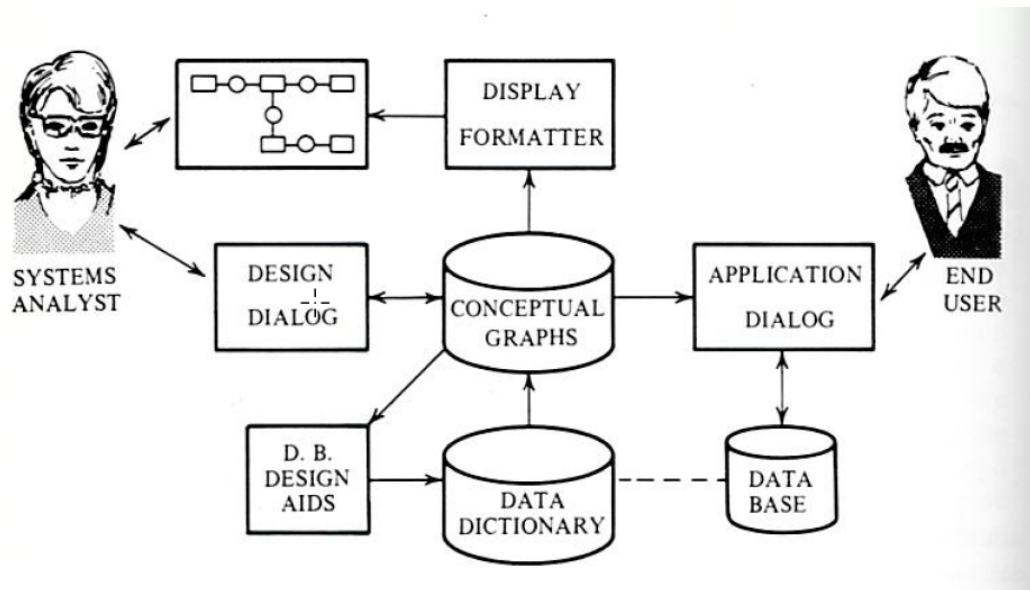 DISPLAY
FORMATTER
SYSTEMS
ANALYST
DESIGN
DIALOG
CONCEPTUAL
GRAPHS
APPLICATION
DIALOG
END
USER
D. B.
DESIGN
AIDS
DATA
DICTIONARY
DATA
BASE